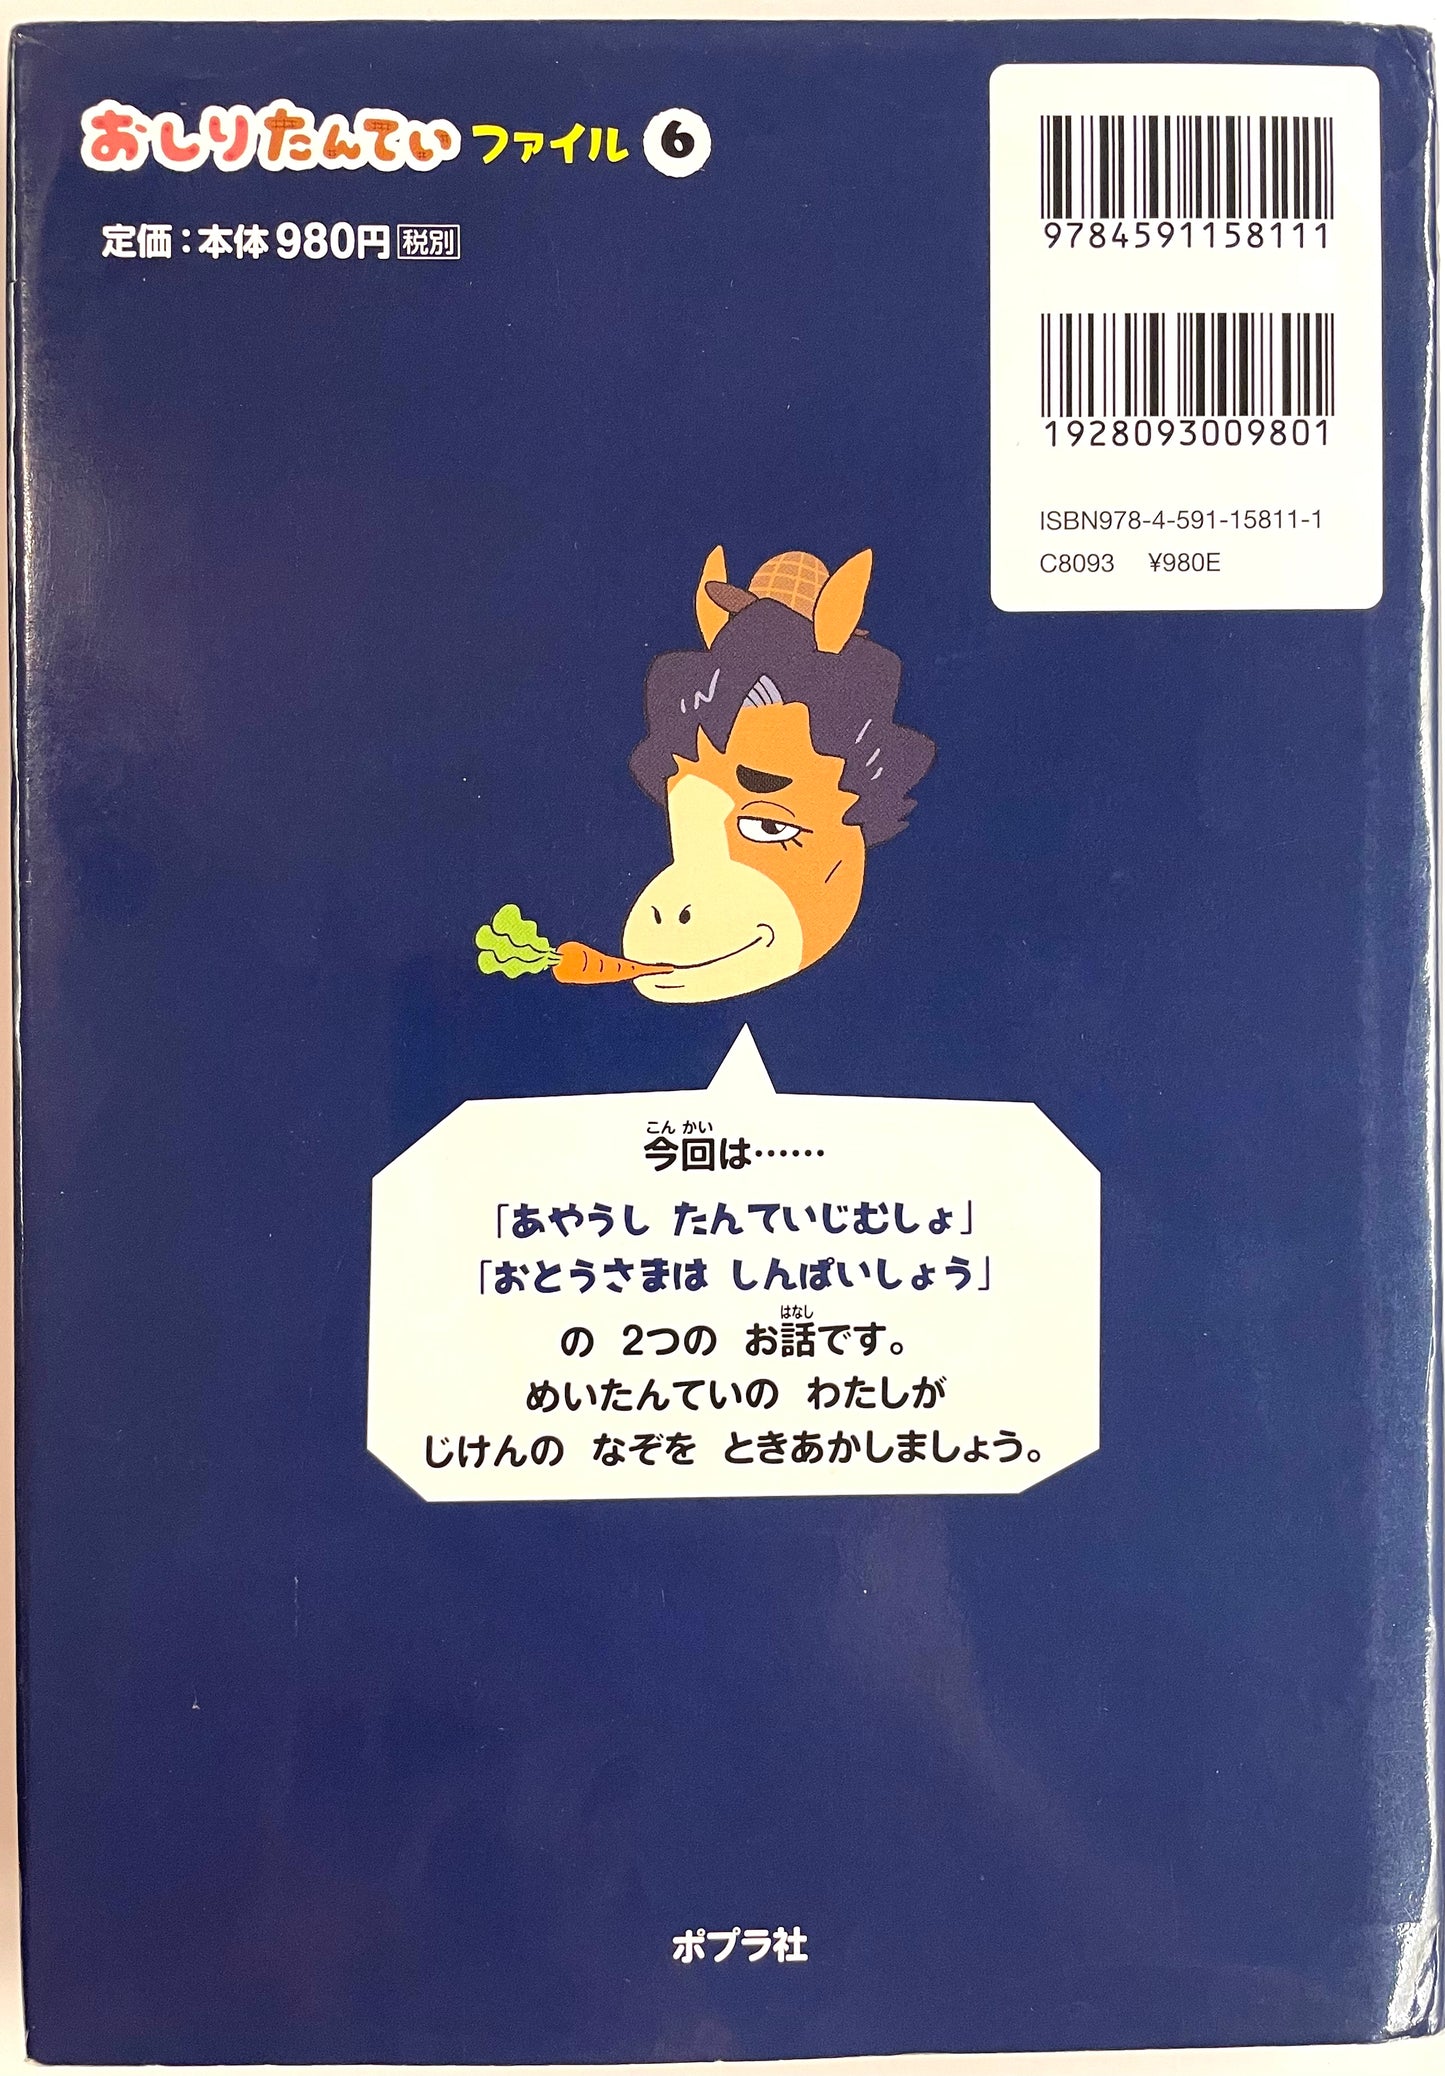 おしりたんてい ファイル 6
定価：本体980円 税別
9784591158111
1928093009801
ISBN978-4-591-15811-1
C8093 ¥980E
こん かい
今回は……
「あやうし たんていじむしょ」
「おとうさまは しんぱいしょう」
はなし
の 2つの お話です。
めいたんていの わたしが
じけんの なぞを ときあかしましょう。
ポプラ社